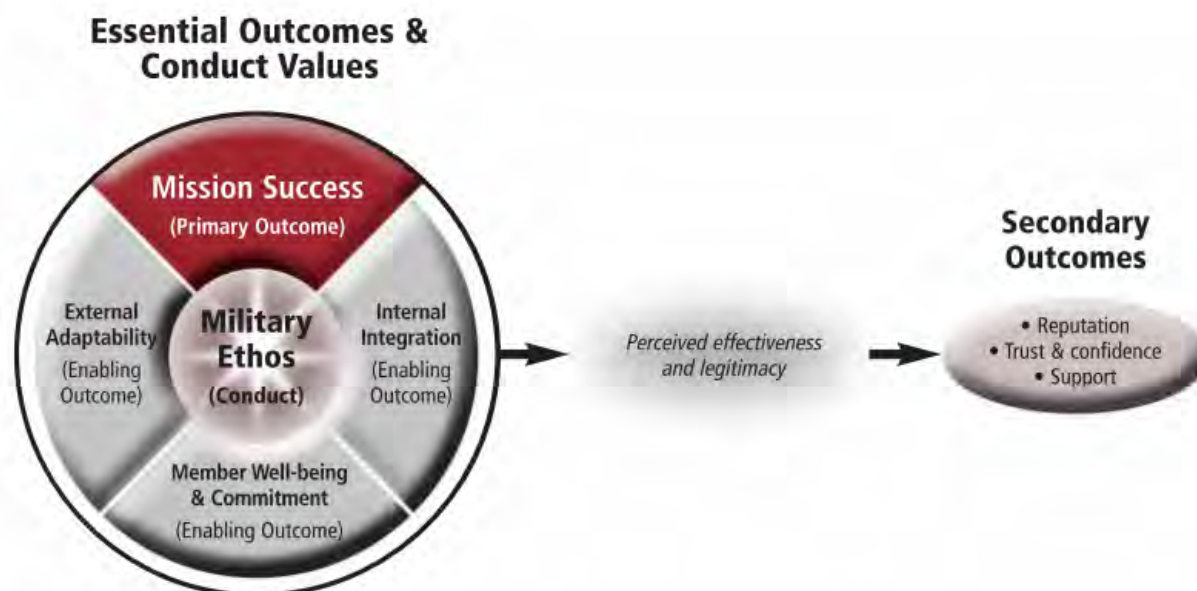 Essential Outcomes &
Conduct Values
Mission Success
(Primary Outcome)
External
Adaptability
(Enabling
Outcome)
Military
Ethos
(Conduct)
Internal
Integration
(Enabling
Outcome)
Member Well-being
& Commitment
(Enabling Outcome)
Perceived effectiveness
and legitimacy
Secondary
Outcomes
• Reputation
• Trust & confidence
• Support